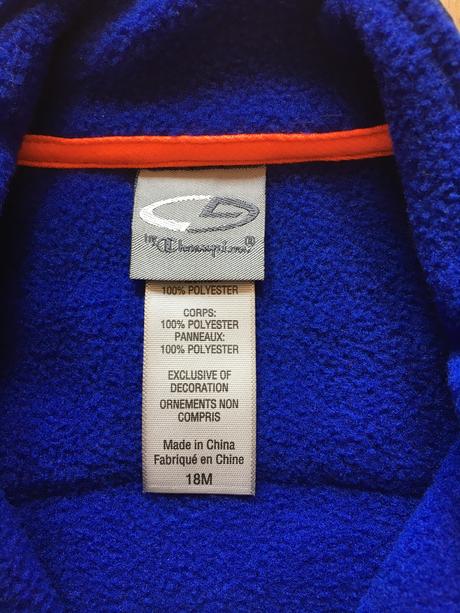 by Champion®
100% POLYESTER
CORPS:
100% POLYESTER
PANNEAUX:
100% POLYESTER
EXCLUSIVE OF
DECORATION
ORNEMENTS NON
COMPRIS
Made in China
Fabriqué en Chine
18M